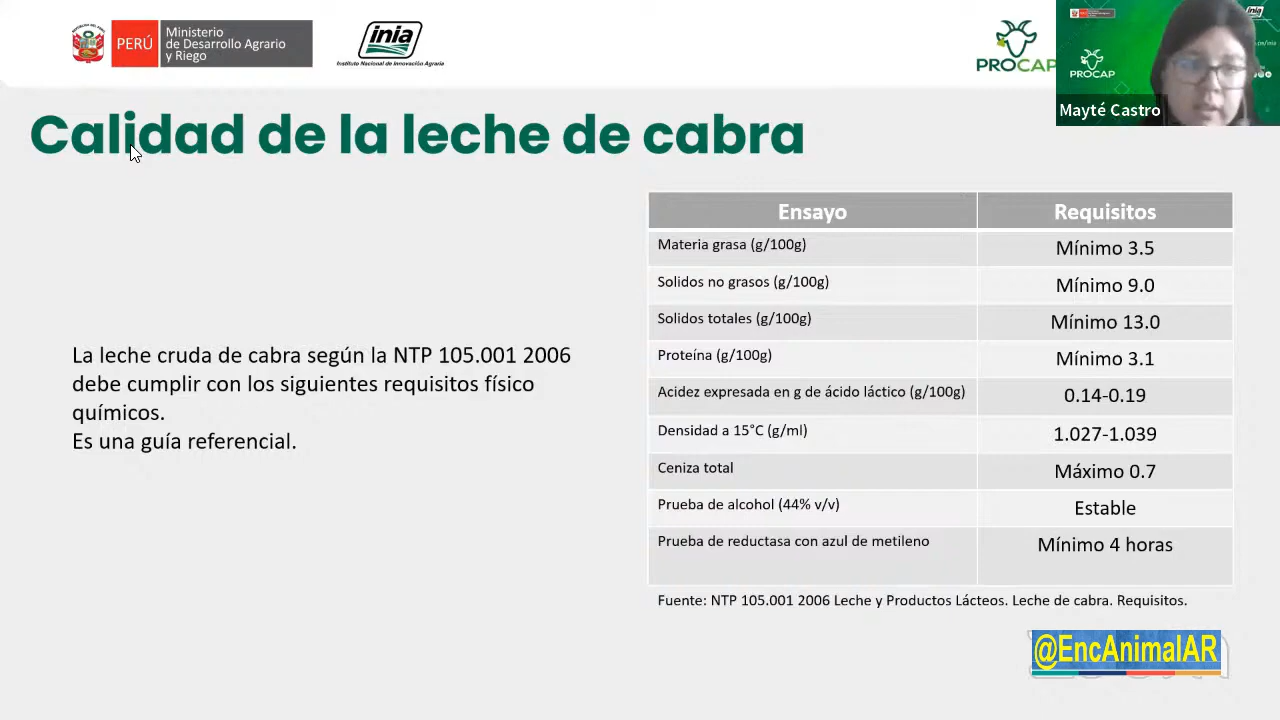 PERÚ
Ministerio
de Desarrollo Agrario
y Riego
inia
Instituto Nacional de Innovación Agraria
PROCAP
PROCAP
Mayté Castro
Calidad de la leche de cabra
La leche cruda de cabra según la NTP 105.001 2006
debe cumplir con los siguientes requisitos físico
químicos.
Es una guía referencial.
Ensayo Requisitos
Materia grasa (g/100g) Mínimo 3.5
Solidos no grasos (g/100g) Mínimo 9.0
Solidos totales (g/100g) Mínimo 13.0
Proteína (g/100g) Mínimo 3.1
Acidez expresada en g de ácido láctico (g/100g) 0.14-0.19
Densidad a 15°C (g/ml) 1.027-1.039
Ceniza total Máximo 0.7
Prueba de alcohol (44% v/v) Estable
Prueba de reductasa con azul de metileno Mínimo 4 horas
Fuente: NTP 105.001 2006 Leche y Productos Lácteos. Leche de cabra. Requisitos.
@EncAnimalAR